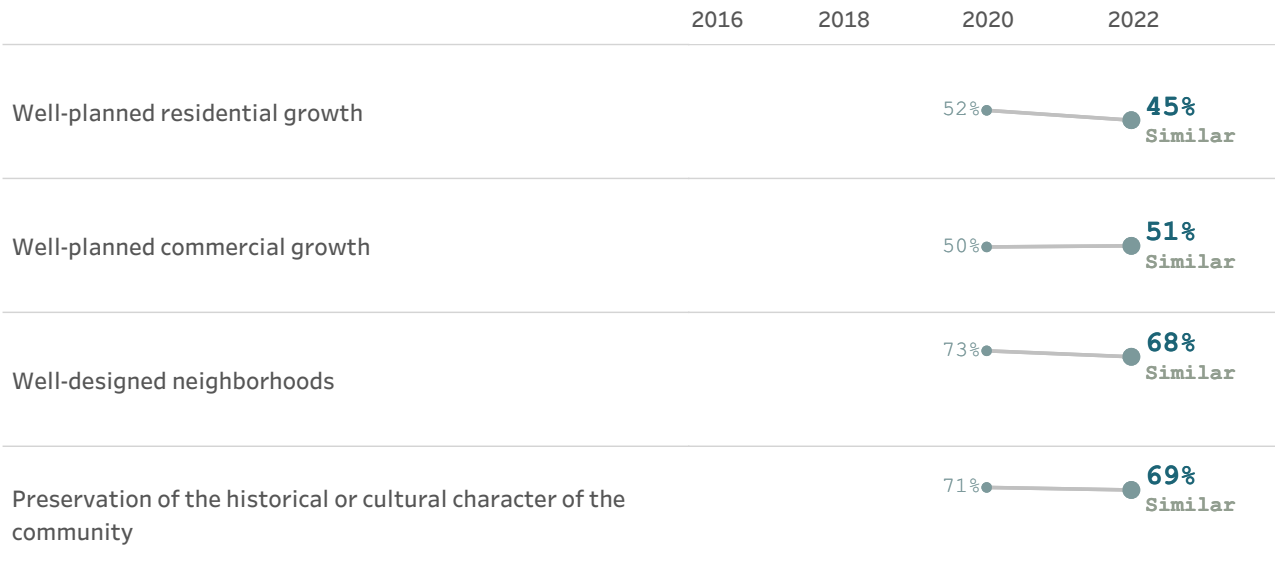 2016 2018 2020 2022
Well-planned residential growth 52% 45%
Similar
Well-planned commercial growth 50% 51%
Similar
Well-designed neighborhoods 73% 68%
Similar
Preservation of the historical or cultural character of the 71% 69%
community Similar